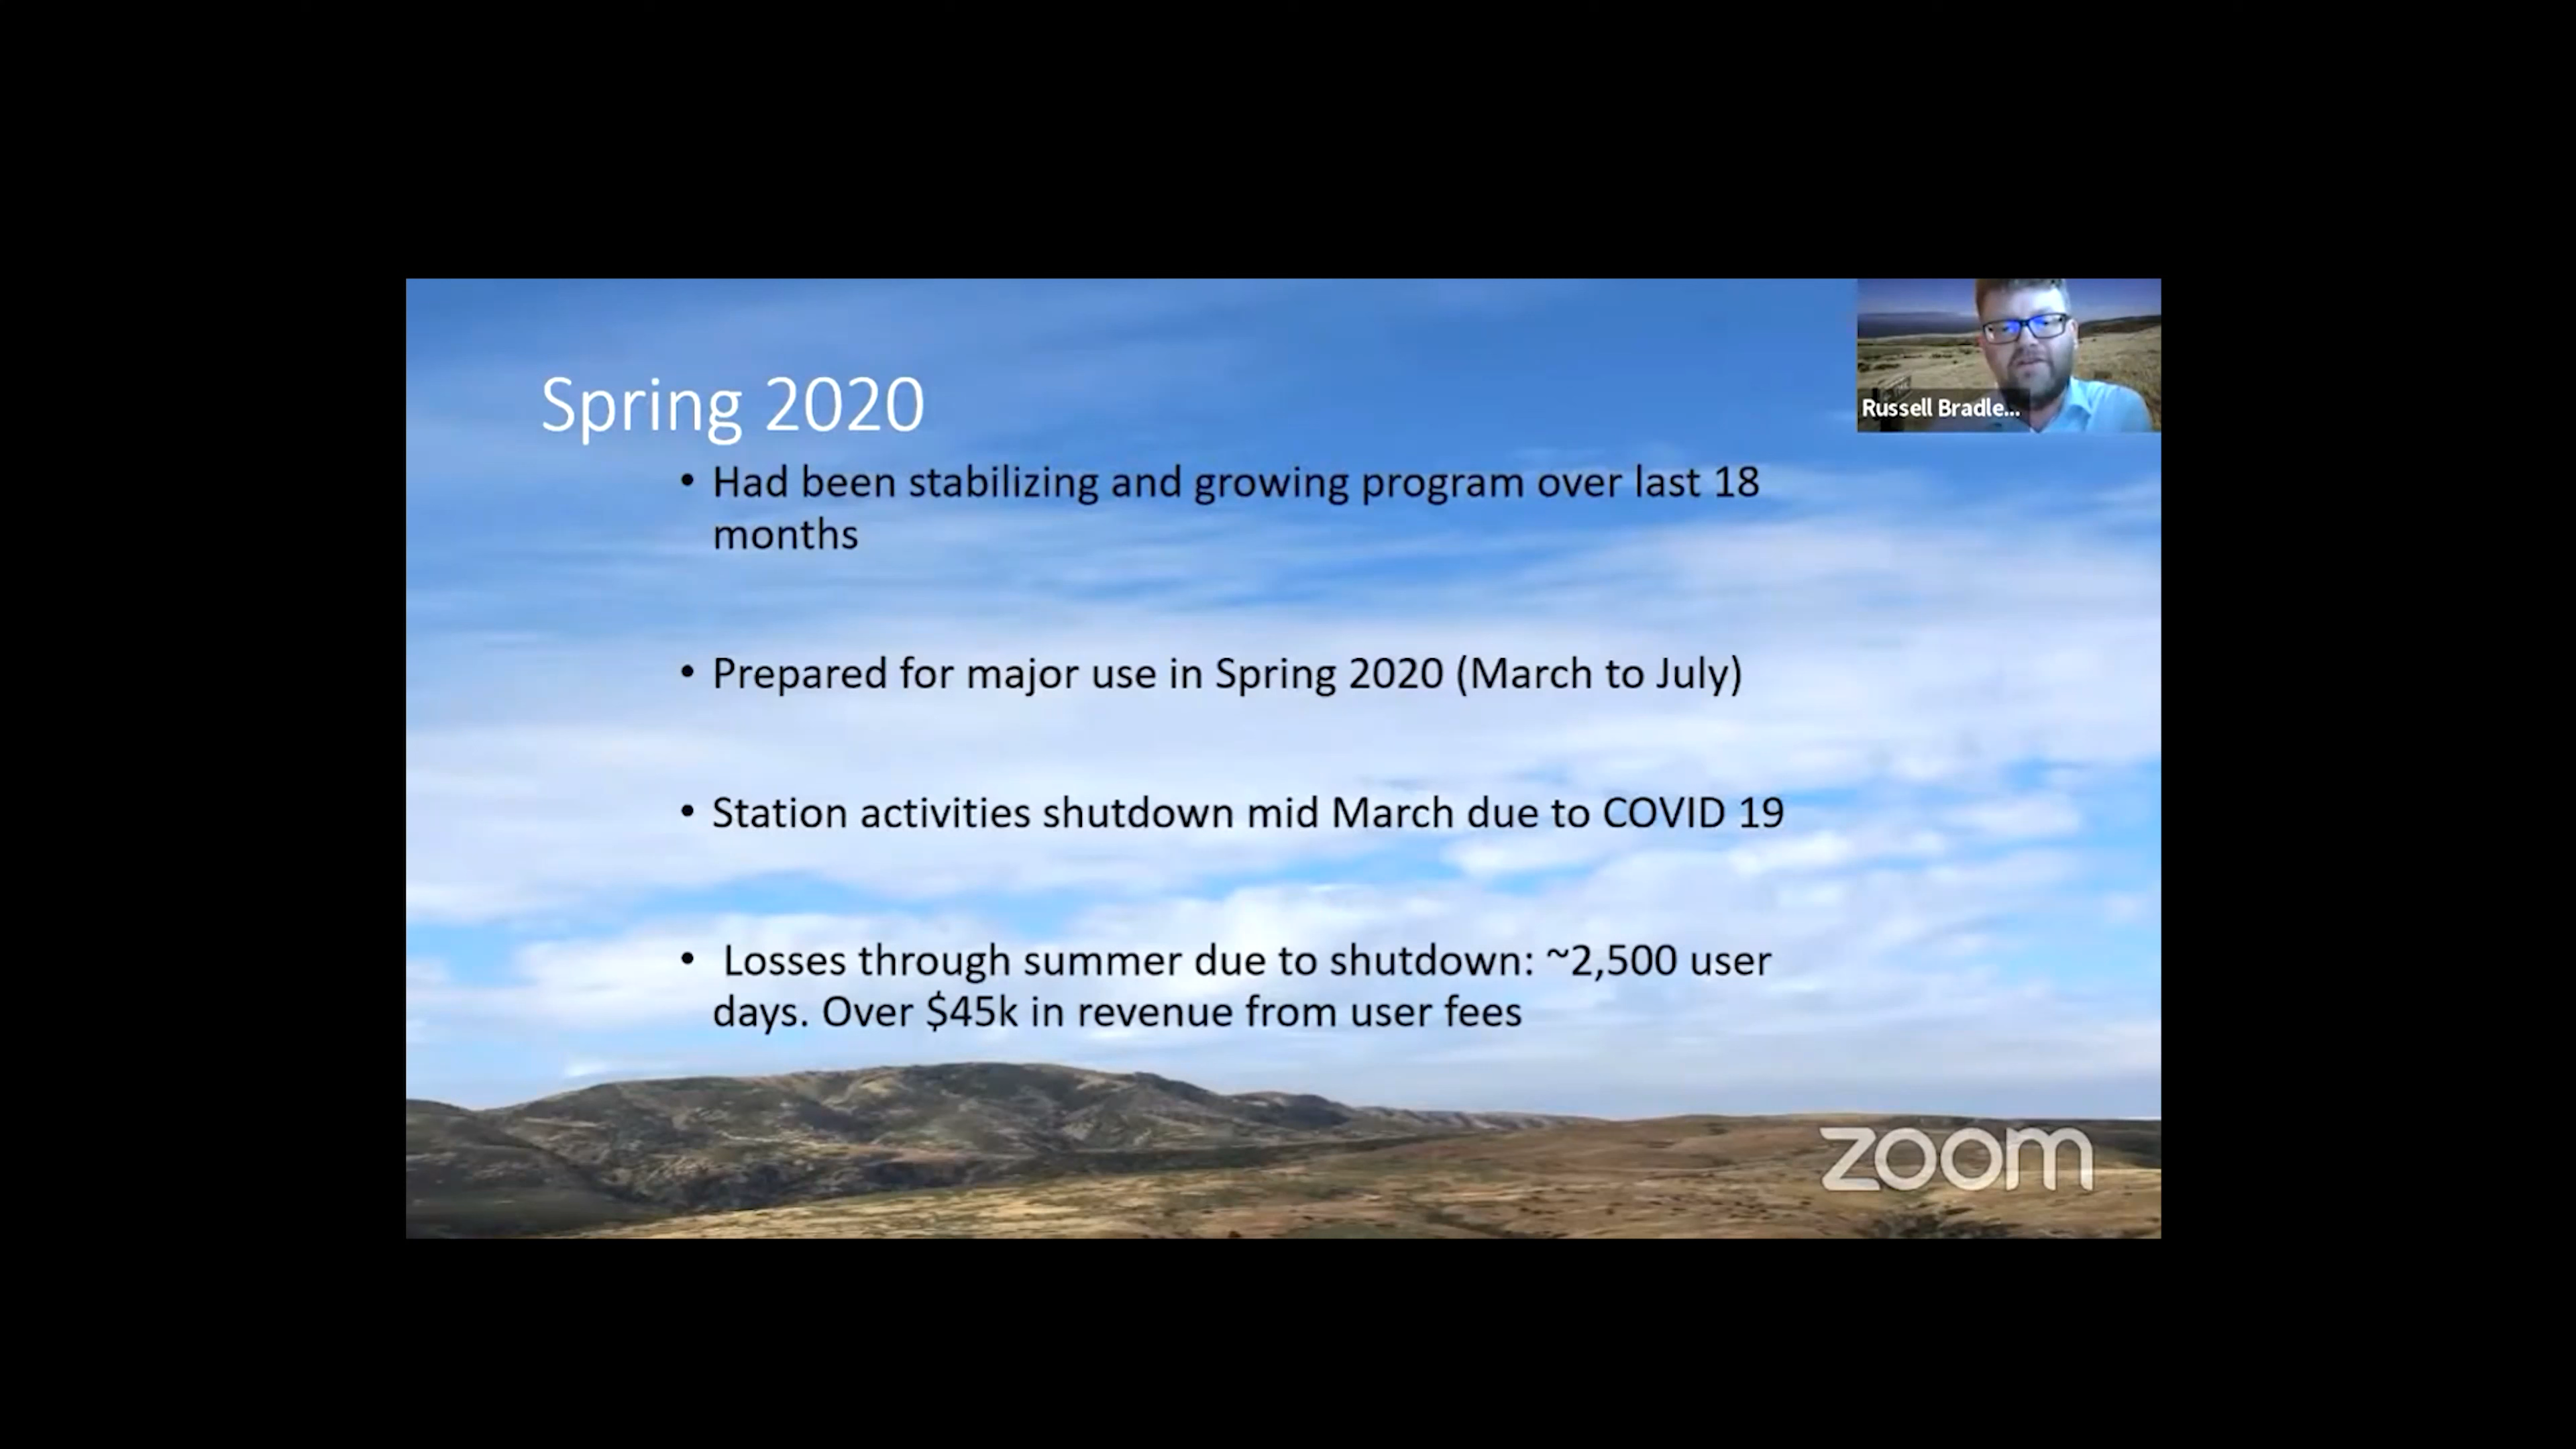 Spring 2020
• Had been stabilizing and growing program over last 18
months
• Prepared for major use in Spring 2020 (March to July)
• Station activities shutdown mid March due to COVID 19
• Losses through summer due to shutdown: ~2,500 user
days. Over $45k in revenue from user fees
Russell Bradle...
zoom